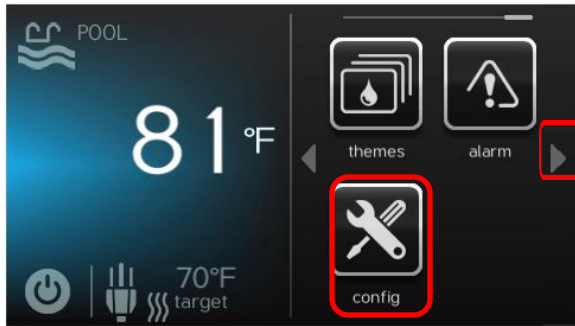 POOL
81°F
themes
alarm
70°F
target
config